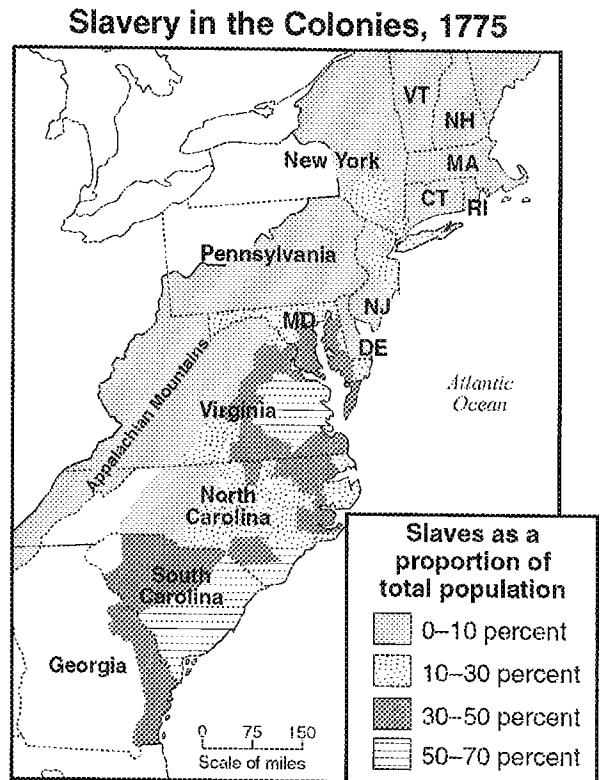 Slavery in the Colonies, 1775
VT
NH
New York
MA
CT
RI
Pennsylvania
NJ
MD
DE
Appalachian Mountains
Virginia
Atlantic
Ocean
North
Carolina
South
Carolina
Georgia
0 75 150
Scale of miles
Slaves as a
proportion of
total population
0–10 percent
10–30 percent
30–50 percent
50–70 percent